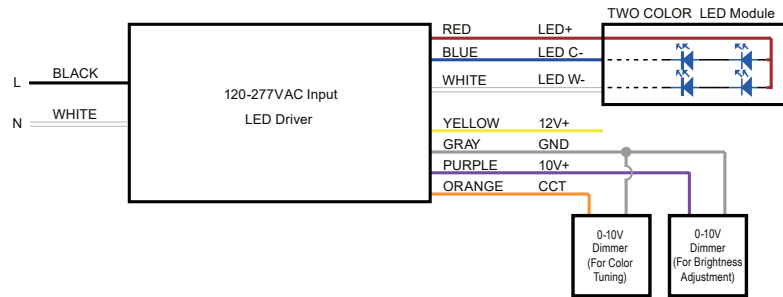 TWO COLOR LED Module
RED LED+
BLUE LED C-
WHITE LED W-
L BLACK
N WHITE
120-277VAC Input
LED Driver
YELLOW 12V+
GRAY GND
PURPLE 10V+
ORANGE CCT
0-10V
Dimmer
(For Color
Tuning)
0-10V
Dimmer
(For Brightness
Adjustment)